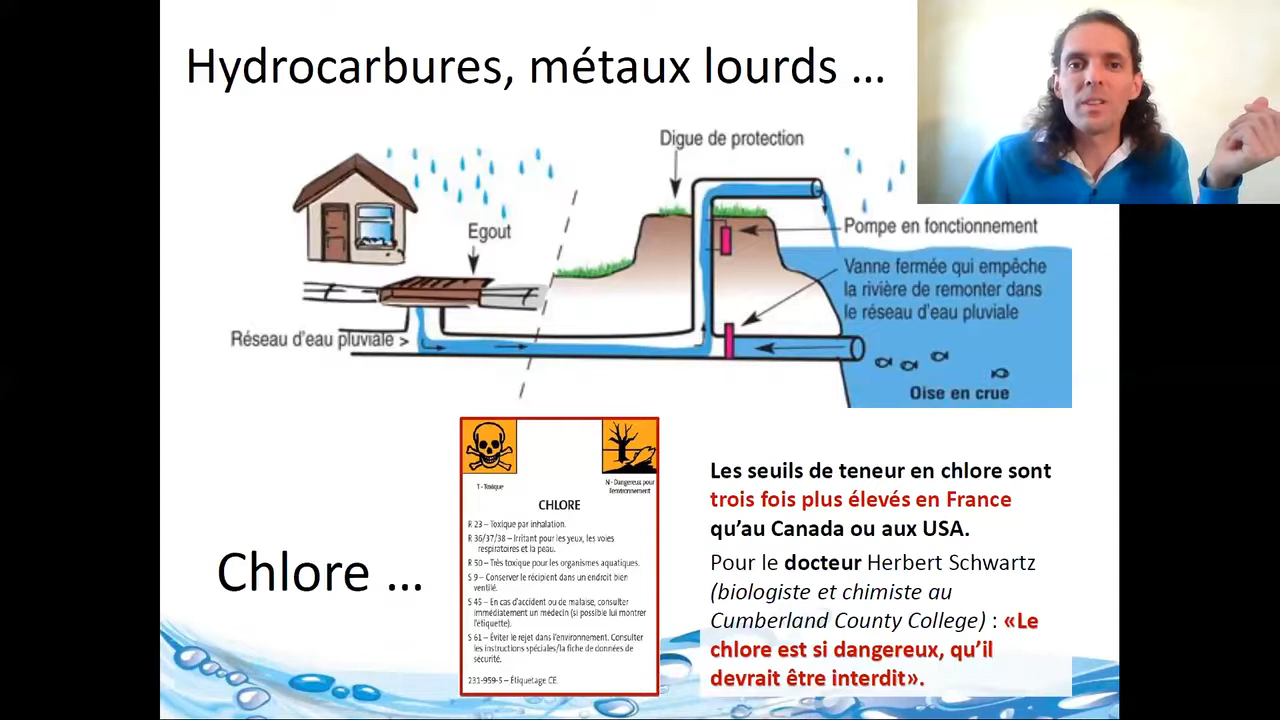 Hydrocarbures, métaux lourds ...
Digue de protection
Egout
Pompe en fonctionnement
Vanne fermée qui empêche
la rivière de remonter dans
le réseau d'eau pluviale
Réseau d'eau pluviale >
Oise en crue
T - Toxique
N - Dangereux pour
l'environnement
CHLORE
R 23 – Toxique par inhalation.
R 36/37/38 – Irritant pour les yeux, les voies
respiratoires et la peau.
R 50 – Très toxique pour les organismes aquatiques.
S 9 – Conserver le récipient dans un endroit bien
ventilé.
S 45 – En cas d'accident ou de malaise, consulter
immédiatement un médecin (si possible lui montrer
l'étiquette).
S 61 – Éviter le rejet dans l'environnement. Consulter
les instructions spéciales/la fiche de données de
sécurité.
231-959-5 – Étiquetage CE.
Chlore ...
Les seuils de teneur en chlore sont
trois fois plus élevés en France
qu'au Canada ou aux USA.
Pour le docteur Herbert Schwartz
(biologiste et chimiste au
Cumberland County College) : «Le
chlore est si dangereux, qu'il
devrait être interdit».